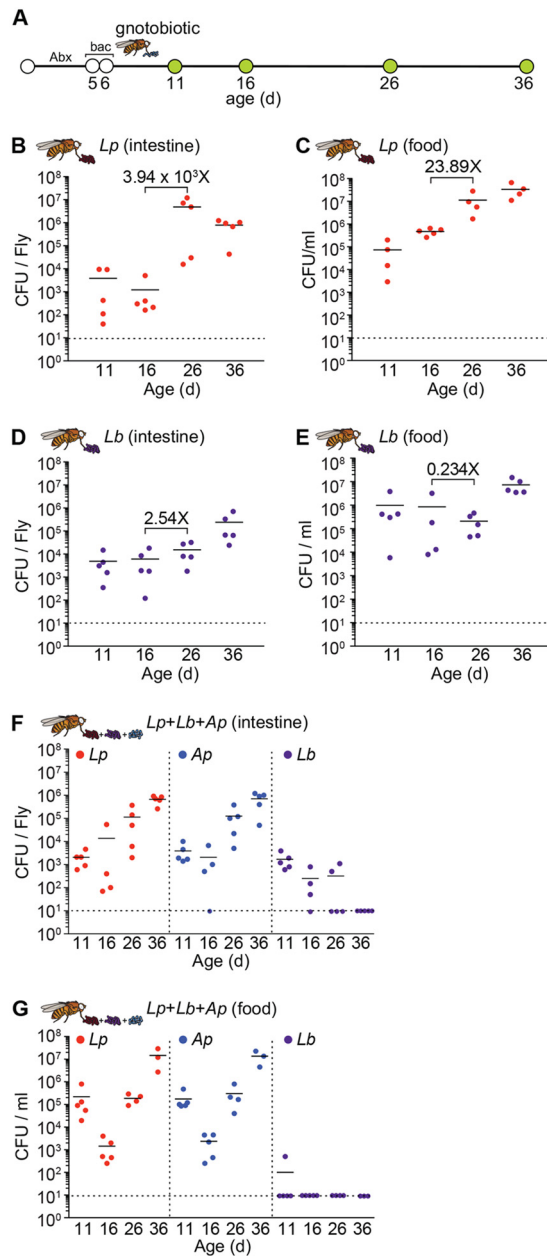 A
gnotobiotic
Abx
bac
5 6 11 16 26 36
age (d)
B
Lp (intestine)
3.94 x 10³X
10⁸
10⁷
10⁶
10⁵
10⁴
10³
10²
10¹
10⁰
CFU / Fly
11 16 26 36
Age (d)
C
Lp (food)
23.89X
10⁸
10⁷
10⁶
10⁵
10⁴
10³
10²
10¹
10⁰
CFU/ml
11 16 26 36
Age (d)
D
Lb (intestine)
2.54X
10⁸
10⁷
10⁶
10⁵
10⁴
10³
10²
10¹
10⁰
CFU / Fly
11 16 26 36
Age (d)
E
Lb (food)
0.234X
10⁸
10⁷
10⁶
10⁵
10⁴
10³
10²
10¹
10⁰
CFU / ml
11 16 26 36
Age (d)
F
Lp+Lb+Ap (intestine)
Lp Ap Lb
10⁸
10⁷
10⁶
10⁵
10⁴
10³
10²
10¹
10⁰
CFU / Fly
11 16 26 36 11 16 26 36 11 16 26 36
Age (d)
G
Lp+Lb+Ap (food)
Lp Ap Lb
10⁸
10⁷
10⁶
10⁵
10⁴
10³
10²
10¹
10⁰
CFU / ml
11 16 26 36 11 16 26 36 11 16 26 36
Age (d)